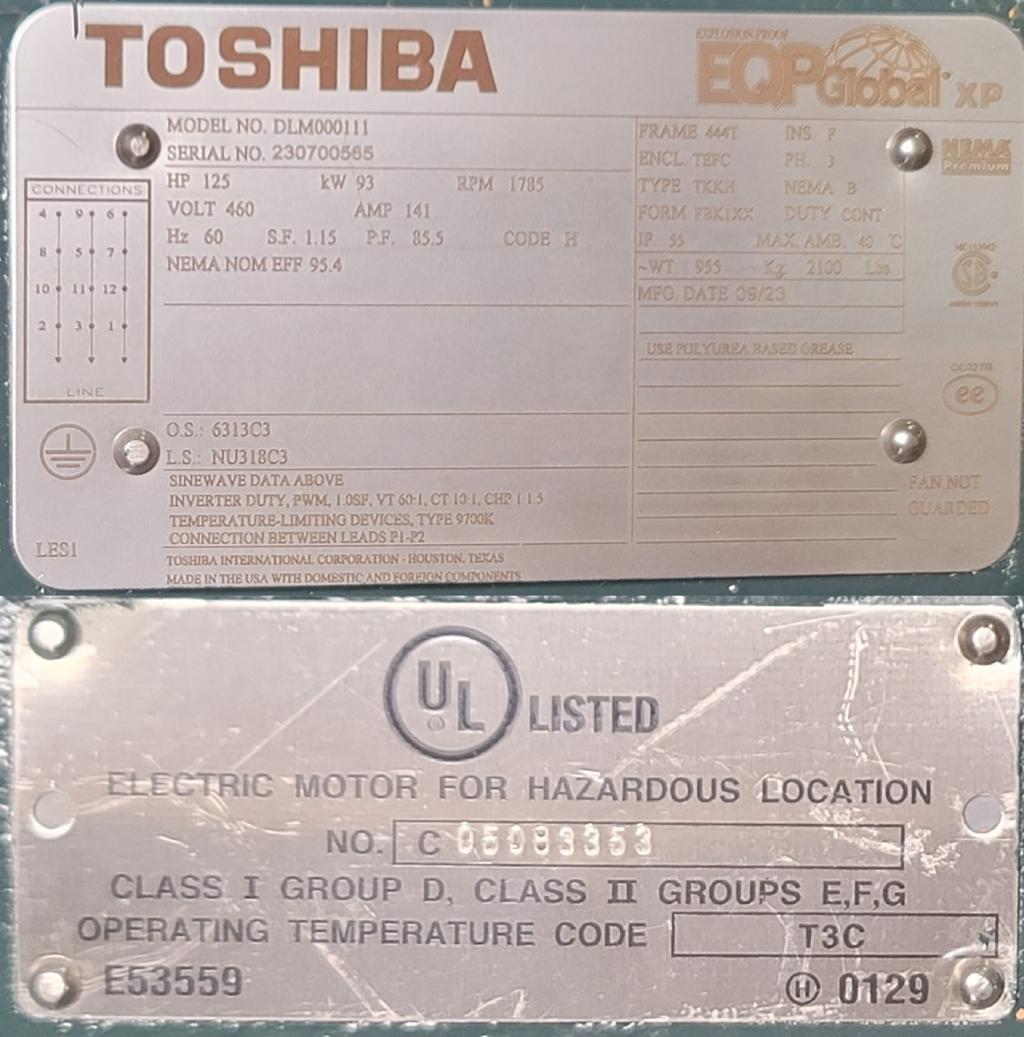 TOSHIBA
EXPLOSION PROOF
EQP Global XP
MODEL NO. DLM000111
SERIAL NO. 230700565
HP 125 kW 93 RPM 1785
VOLT 460 AMP 141
Hz 60 S.F. 1.15 P.F. 85.5 CODE H
NEMA NOM EFF 95.4
FRAME 444T INS. F
ENCL. TEFC PH. 3
TYPE TKKH NEMA B
FORM FBK1XX DUTY CONT
IP. 55 MAX. AMB. 40 °C
~WT. 955 Kg. 2100 Lbs.
MFG. DATE 09/23
USE POLYUREA BASED GREASE
NEMA
Premium
ee
FAN NOT
GUARDED
CONNECTIONS
4 9 6
8 5 7
10 11 12
2 3 1
LINE
LES1
O.S.: 6313C3
L.S.: NU318C3
SINEWAVE DATA ABOVE
INVERTER DUTY, PWM, 1.0SF, VT 60:1, CT 10:1, CHP 1:1.5
TEMPERATURE-LIMITING DEVICES, TYPE 9700K
CONNECTION BETWEEN LEADS P1-P2
TOSHIBA INTERNATIONAL CORPORATION - HOUSTON, TEXAS
MADE IN THE USA WITH DOMESTIC AND FOREIGN COMPONENTS
UL ® LISTED
ELECTRIC MOTOR FOR HAZARDOUS LOCATION
NO. C 05083353
CLASS I GROUP D, CLASS II GROUPS E,F,G
OPERATING TEMPERATURE CODE T3C
E53559 Ⓗ 0129